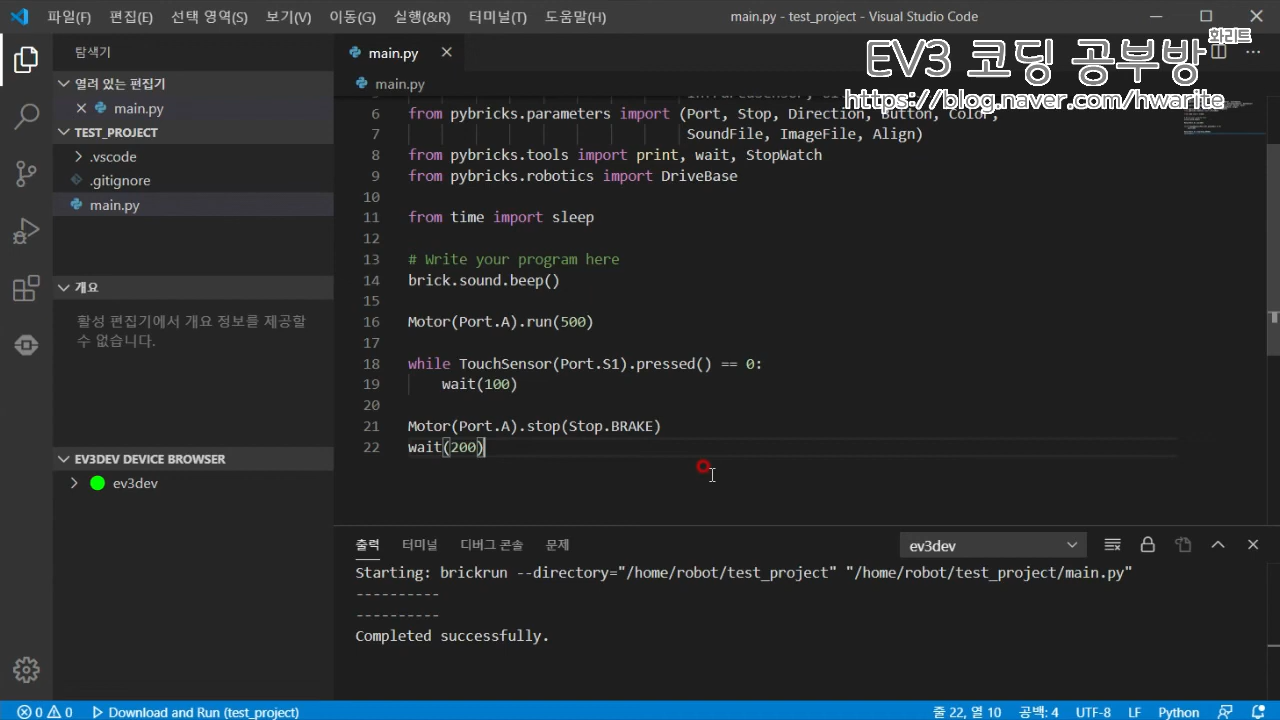 파일(F) 편집(E) 선택 영역(S) 보기(V) 이동(G) 실행(&R) 터미널(T) 도움말(H) main.py - test_project - Visual Studio Code
화리트
EV3 코딩 공부방
https://blog.naver.com/hwarite
탐색기
열려 있는 편집기
main.py
TEST_PROJECT
.vscode
.gitignore
main.py
개요
활성 편집기에서 개요 정보를 제공할
수 없습니다.
EV3DEV DEVICE BROWSER
ev3dev
main.py
main.py
6 from pybricks.parameters import (Port, Stop, Direction, Button, Color,
7 SoundFile, ImageFile, Align)
8 from pybricks.tools import print, wait, StopWatch
9 from pybricks.robotics import DriveBase
10
11 from time import sleep
12
13 # Write your program here
14 brick.sound.beep()
15
16 Motor(Port.A).run(500)
17
18 while TouchSensor(Port.S1).pressed() == 0:
19 wait(100)
20
21 Motor(Port.A).stop(Stop.BRAKE)
22 wait(200)
출력 터미널 디버그 콘솔 문제 ev3dev
Starting: brickrun --directory="/home/robot/test_project" "/home/robot/test_project/main.py"
----------
----------
Completed successfully.
0 0 Download and Run (test_project) 줄 22, 열 10 공백: 4 UTF-8 LF Python